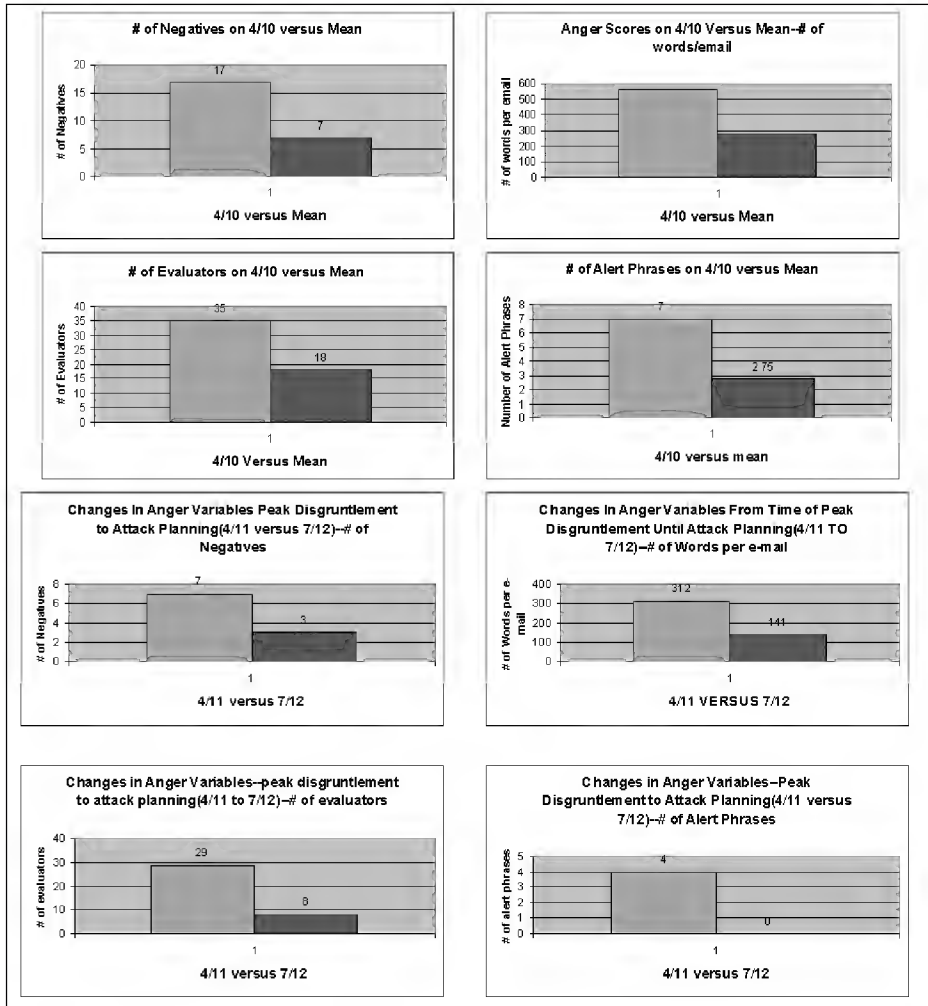 # of Negatives on 4/10 versus Mean
# of Negatives
20
15
10
5
0
17
7
1
4/10 versus Mean
Anger Scores on 4/10 Versus Mean--# of
words/email
# of words per email
600
500
400
300
200
100
0
1
4/10 versus Mean
# of Evaluators on 4/10 versus Mean
# of Evaluators
40
35
30
25
20
15
10
5
0
35
18
1
4/10 Versus Mean
# of Alert Phrases on 4/10 versus Mean
Number of Alert Phrases
8
7
6
5
4
3
2
1
0
7
2.75
1
4/10 versus mean
Changes In Anger Variables Peak Disgruntlement
to Attack Planning(4/11 versus 7/12)--# of
Negatives
# of Negatives
8
6
4
2
0
7
3
1
4/11 versus 7/12
Changes In Anger Variables From Time of Peak
Disgruntlement Until Attack Planning(4/11 TO
7/12)--# of Words per e-mail
# of Words per e-
mail
400
300
200
100
0
312
141
1
4/11 VERSUS 7/12
Changes in Anger Variables--peak disgruntlement
to attack planning(4/11 to 7/12)--# of evaluators
# of evaluators
40
30
20
10
0
29
8
1
4/11 versus 7/12
Changes in Anger Variables--Peak
Disgruntlement to Attack Planning(4/11 versus
7/12)--# of Alert Phrases
# of alert phrases
5
4
3
2
1
0
4
0
1
4/11 versus 7/12